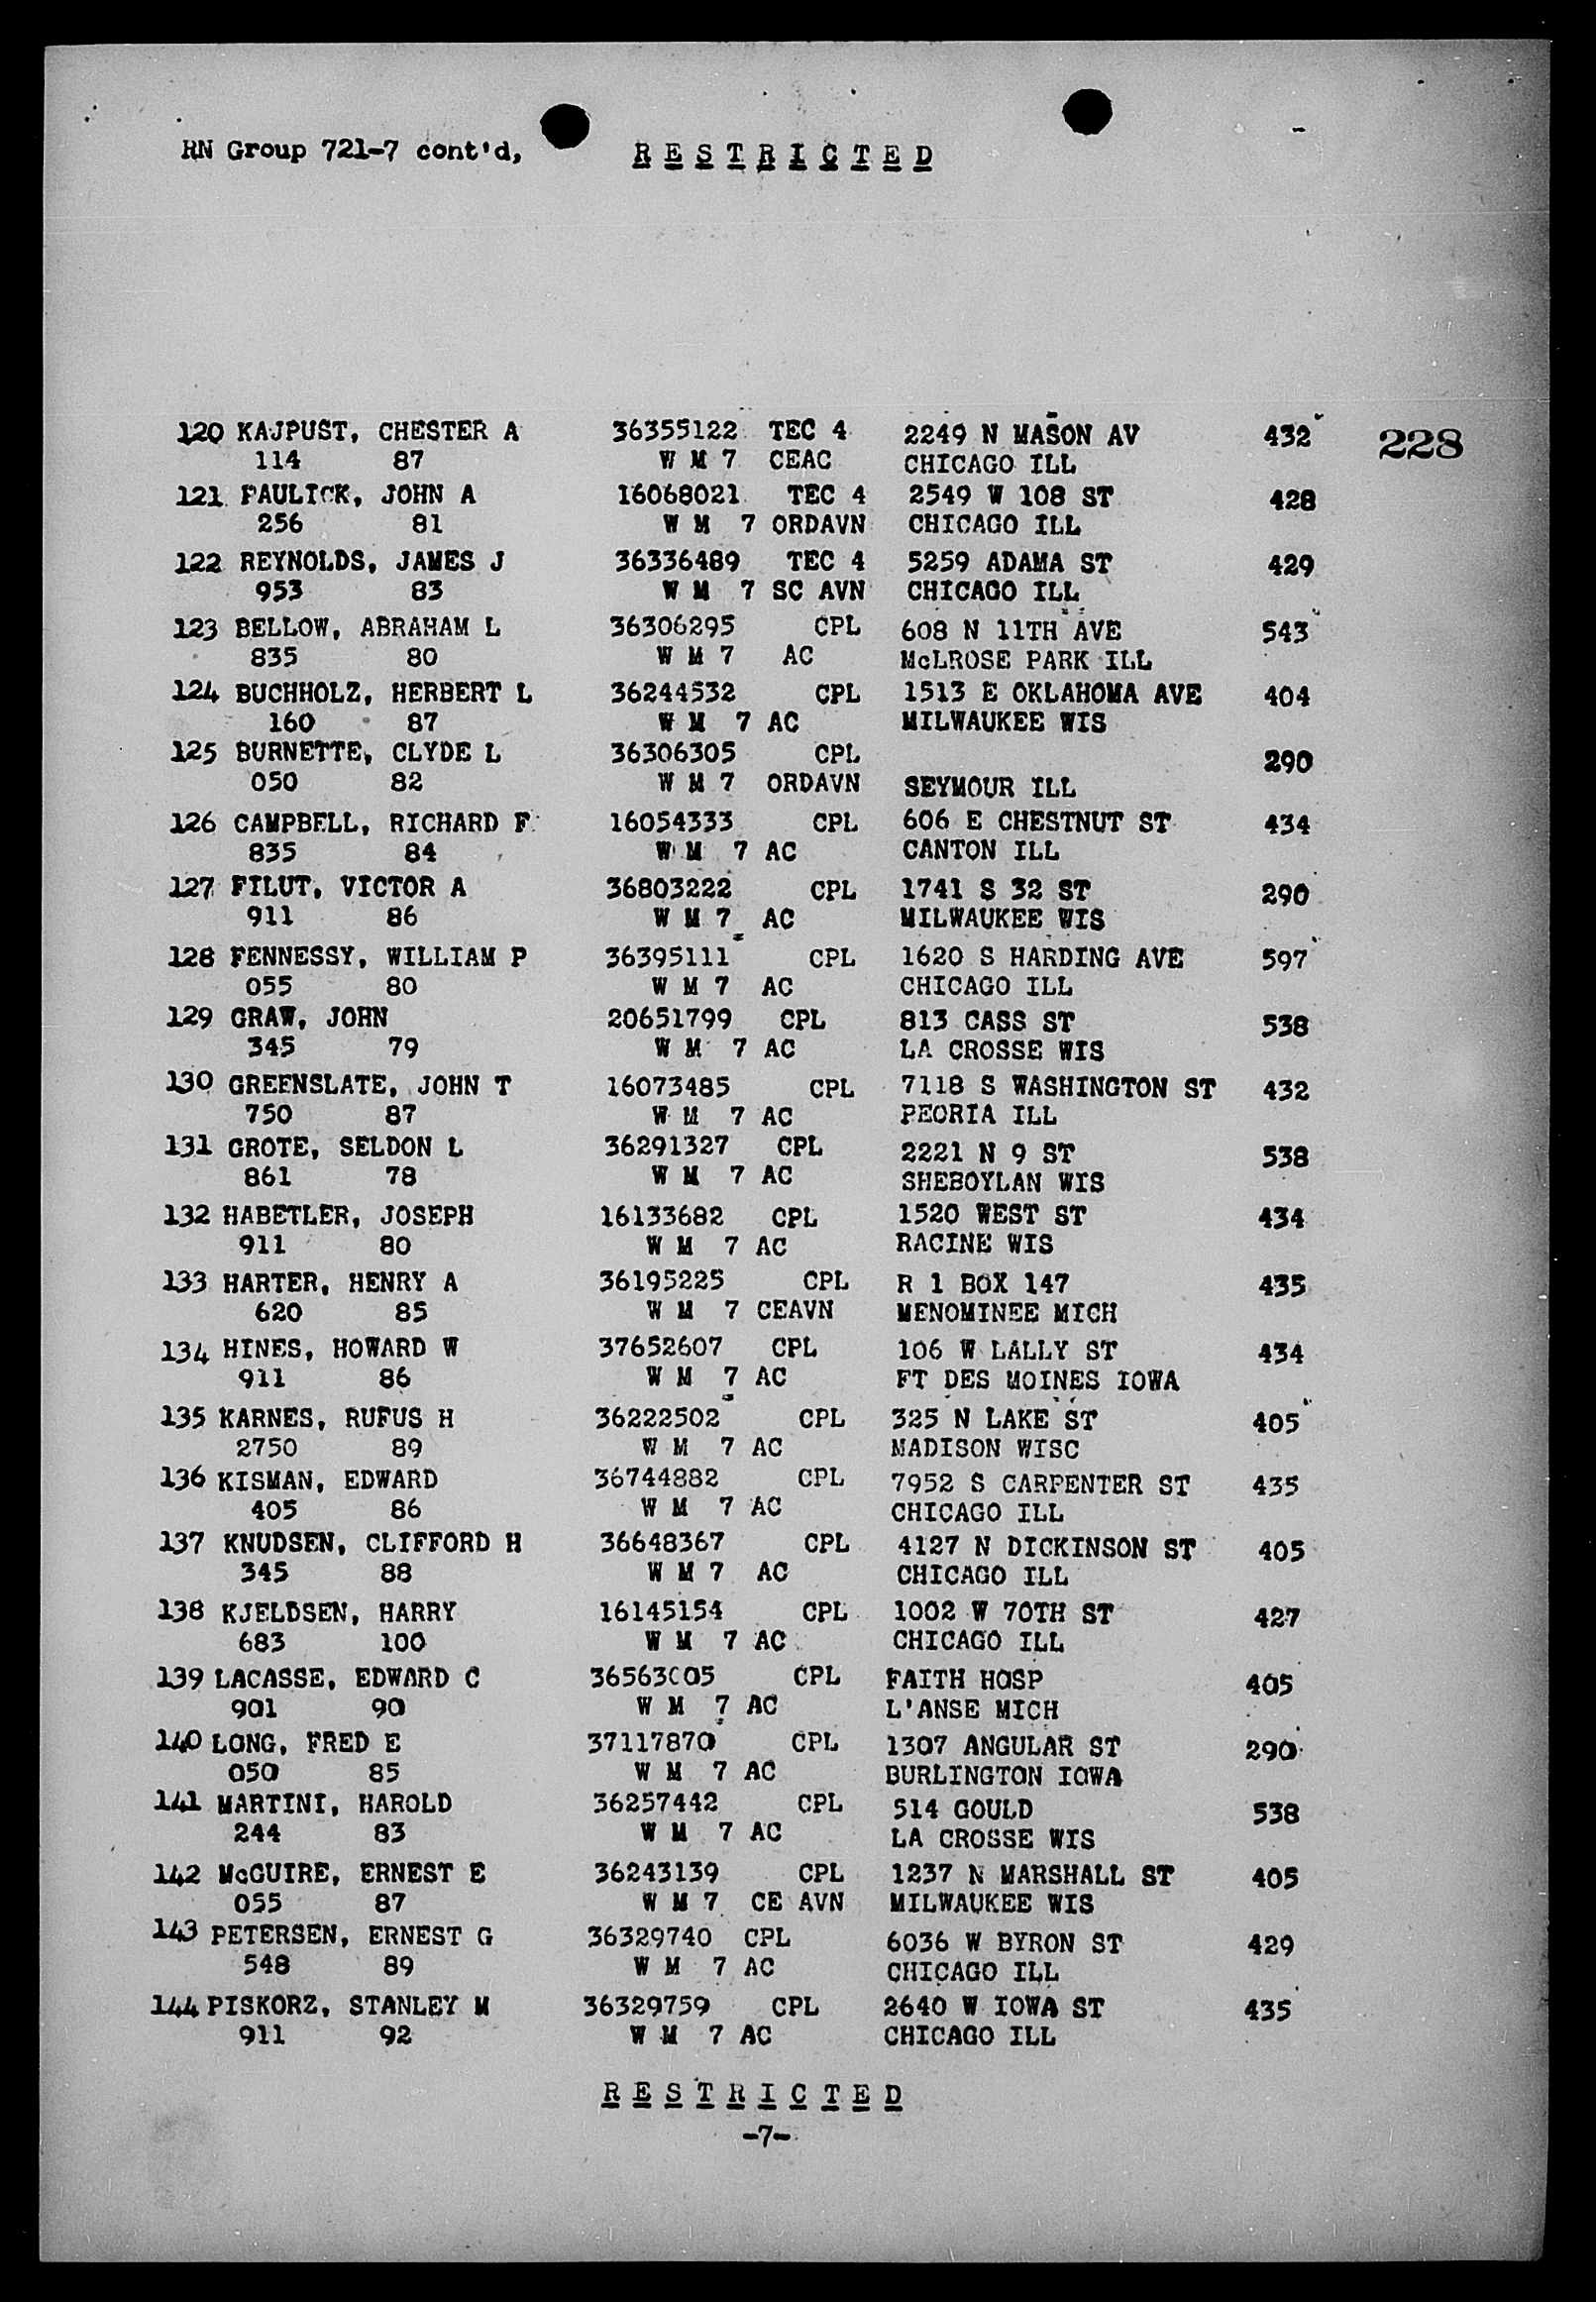 RN Group 721-7 cont'd, RESTRICTED
120 KAJPUST, CHESTER A 36355122 TEC 4 2249 N MASON AV 432 228
114 87 W M 7 CEAC CHICAGO ILL
121 PAULICK, JOHN A 16068021 TEC 4 2549 W 108 ST 428
256 81 W M 7 ORDAVN CHICAGO ILL
122 REYNOLDS, JAMES J 36336489 TEC 4 5259 ADAMA ST 429
953 83 W M 7 SC AVN CHICAGO ILL
123 BELLOW, ABRAHAM L 36306295 CPL 608 N 11TH AVE 543
835 80 W M 7 AC McLROSE PARK ILL
124 BUCHHOLZ, HERBERT L 36244532 CPL 1513 E OKLAHOMA AVE 404
160 87 W M 7 AC MILWAUKEE WIS
125 BURNETTE, CLYDE L 36306305 CPL 290
050 82 W M 7 ORDAVN SEYMOUR ILL
126 CAMPBELL, RICHARD F 16054333 CPL 606 E CHESTNUT ST 434
835 84 W M 7 AC CANTON ILL
127 FILUT, VICTOR A 36803222 CPL 1741 S 32 ST 290
911 86 W M 7 AC MILWAUKEE WIS
128 FENNESSY, WILLIAM P 36395111 CPL 1620 S HARDING AVE 597
055 80 W M 7 AC CHICAGO ILL
129 GRAW, JOHN 20651799 CPL 813 CASS ST 538
345 79 W M 7 AC LA CROSSE WIS
130 GREENSLATE, JOHN T 16073485 CPL 7118 S WASHINGTON ST 432
750 87 W M 7 AC PEORIA ILL
131 GROTE, SELDON L 36291327 CPL 2221 N 9 ST 538
861 78 W M 7 AC SHEBOYLAN WIS
132 HABETLER, JOSEPH 16133682 CPL 1520 WEST ST 434
911 80 W M 7 AC RACINE WIS
133 HARTER, HENRY A 36195225 CPL R 1 BOX 147 435
620 85 W M 7 CEAVN MENOMINEE MICH
134 HINES, HOWARD W 37652607 CPL 106 W LALLY ST 434
911 86 W M 7 AC FT DES MOINES IOWA
135 KARNES, RUFUS H 36222502 CPL 325 N LAKE ST 405
2750 89 W M 7 AC MADISON WISC
136 KISMAN, EDWARD 36744882 CPL 7952 S CARPENTER ST 435
405 86 W M 7 AC CHICAGO ILL
137 KNUDSEN, CLIFFORD H 36648367 CPL 4127 N DICKINSON ST 405
345 88 W M 7 AC CHICAGO ILL
138 KJELDSEN, HARRY 16145154 CPL 1002 W 70TH ST 427
683 100 W M 7 AC CHICAGO ILL
139 LACASSE, EDWARD C 36563005 CPL FAITH HOSP 405
901 90 W M 7 AC L'ANSE MICH
140 LONG, FRED E 37117870 CPL 1307 ANGULAR ST 290
050 85 W M 7 AC BURLINGTON IOWA
141 MARTINI, HAROLD 36257442 CPL 514 GOULD 538
244 83 W M 7 AC LA CROSSE WIS
142 McGUIRE, ERNEST E 36243139 CPL 1237 N MARSHALL ST 405
055 87 W M 7 CE AVN MILWAUKEE WIS
143 PETERSEN, ERNEST G 36329740 CPL 6036 W BYRON ST 429
548 89 W M 7 AC CHICAGO ILL
144 PISKORZ, STANLEY M 36329759 CPL 2640 W IOWA ST 435
911 92 W M 7 AC CHICAGO ILL
RESTRICTED
-7-